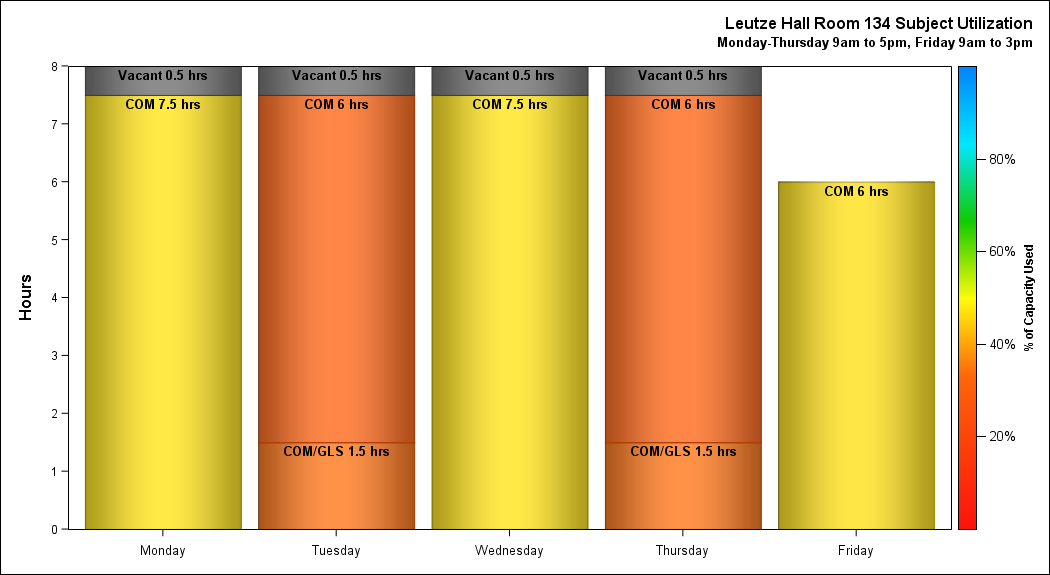 Leutze Hall Room 134 Subject Utilization
Monday-Thursday 9am to 5pm, Friday 9am to 3pm
Hours
8
7
6
5
4
3
2
1
0
Vacant 0.5 hrs
COM 7.5 hrs
Vacant 0.5 hrs
COM 6 hrs
COM/GLS 1.5 hrs
Vacant 0.5 hrs
COM 7.5 hrs
Vacant 0.5 hrs
COM 6 hrs
COM/GLS 1.5 hrs
COM 6 hrs
Monday
Tuesday
Wednesday
Thursday
Friday
80%
60%
40%
20%
% of Capacity Used